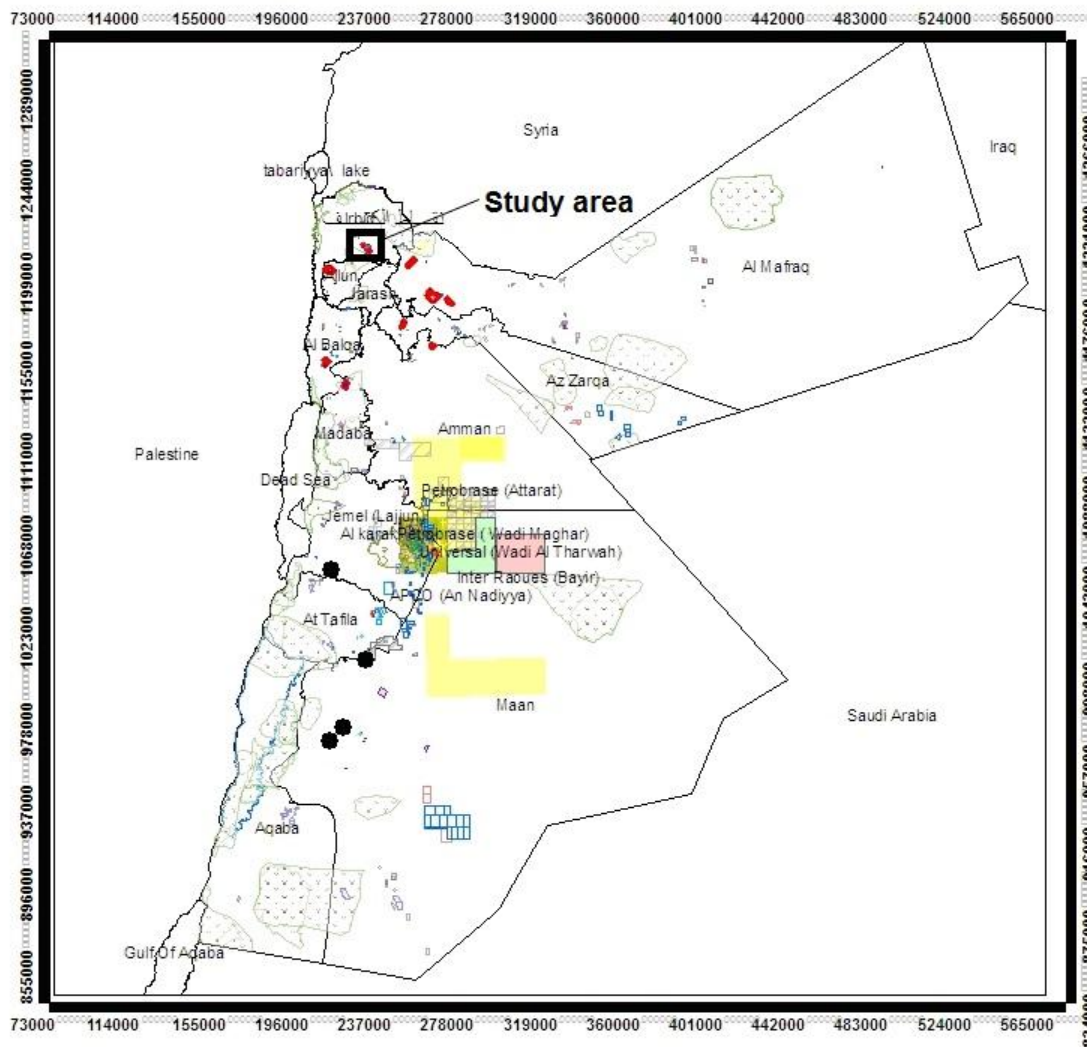 73000 114000 155000 196000 237000 278000 319000 360000 401000 442000 483000 524000 565000
1289000
1244000
1199000
1155000
1111000
1068000
1023000
978000
937000
896000
855000
Syria
Iraq
tabariyya\ lake
Study area
Al Mafraq
Jarash
Al Balqa
Az Zarqa
Amman
Madaba
Palestine
Dead Sea
Petrobrase (Attarat)
Jemel (Lajjun
Al karak
Petrobrase ( Wadi Maghar)
Universal (Wadi Al Tharwah)
Inter Raoues (Bayir)
APCO (An Nadiyya)
At Tafila
Maan
Saudi Arabia
Aqaba
Gulf Of Aqaba
73000 114000 155000 196000 237000 278000 319000 360000 401000 442000 483000 524000 565000